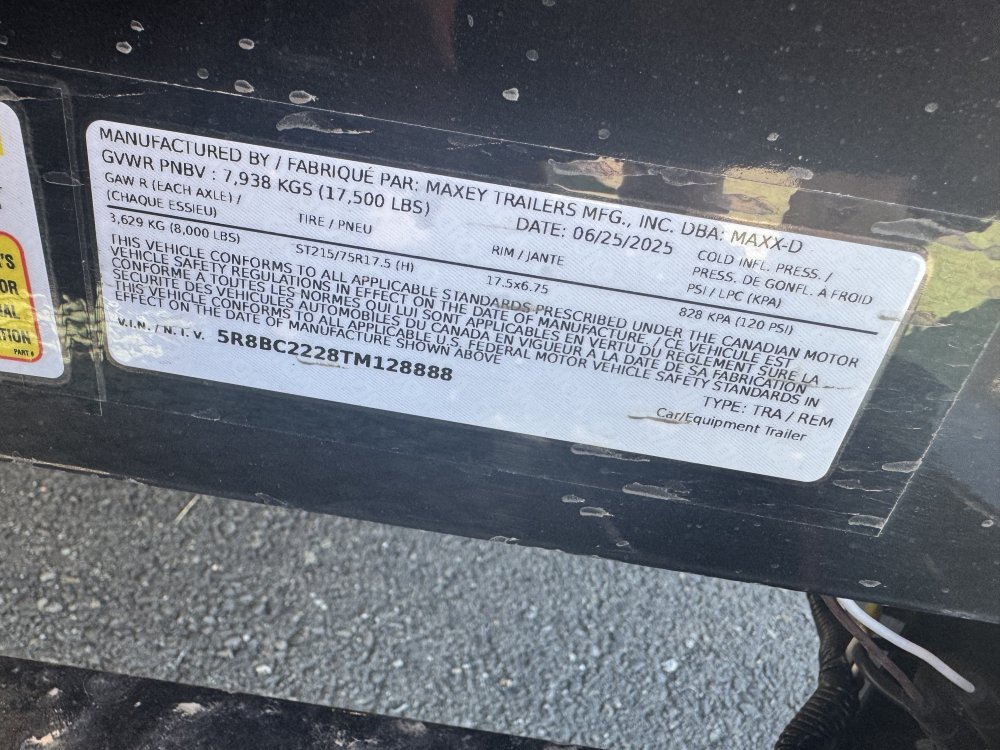 MANUFACTURED BY / FABRIQUÉ PAR: MAXEY TRAILERS MFG., INC. DBA: MAXX-D
GVWR PNBV : 7,938 KGS (17,500 LBS)
DATE: 06/25/2025
GAW R (EACH AXLE) /
(CHAQUE ESSIEU)
TIRE / PNEU
RIM / JANTE
COLD INFL. PRESS. /
PRESS. DE GONFL. À FROID
PSI / LPC (KPA)
3,629 KG (8,000 LBS)
ST215/75R17.5 (H)
17.5x6.75
828 KPA (120 PSI)
THIS VEHICLE CONFORMS TO ALL APPLICABLE STANDARDS PRESCRIBED UNDER THE CANADIAN MOTOR
VEHICLE SAFETY REGULATIONS IN EFFECT ON THE DATE OF MANUFACTURE. / CE VEHICULE EST
CONFORME A TOUTES LES NORMES QUI LUI SONT APPLICABLES EN VERTU DU REGLEMENT SURE LA
SECURITE DES VEHICULES AUTOMOBILES DU CANADA EN VIGUEUR A LA DATE DE SA FABRICATION
THIS VEHICLE CONFORMS TO ALL APPLICABLE U.S. FEDERAL MOTOR VEHICLE SAFETY STANDARDS IN
EFFECT ON THE DATE OF MANUFACTURE SHOWN ABOVE
V.I.N. / N.I.V. 5R8BC2228TM128888
TYPE: TRA / REM
Car/Equipment Trailer
'S
OR
AL
TION
PART #